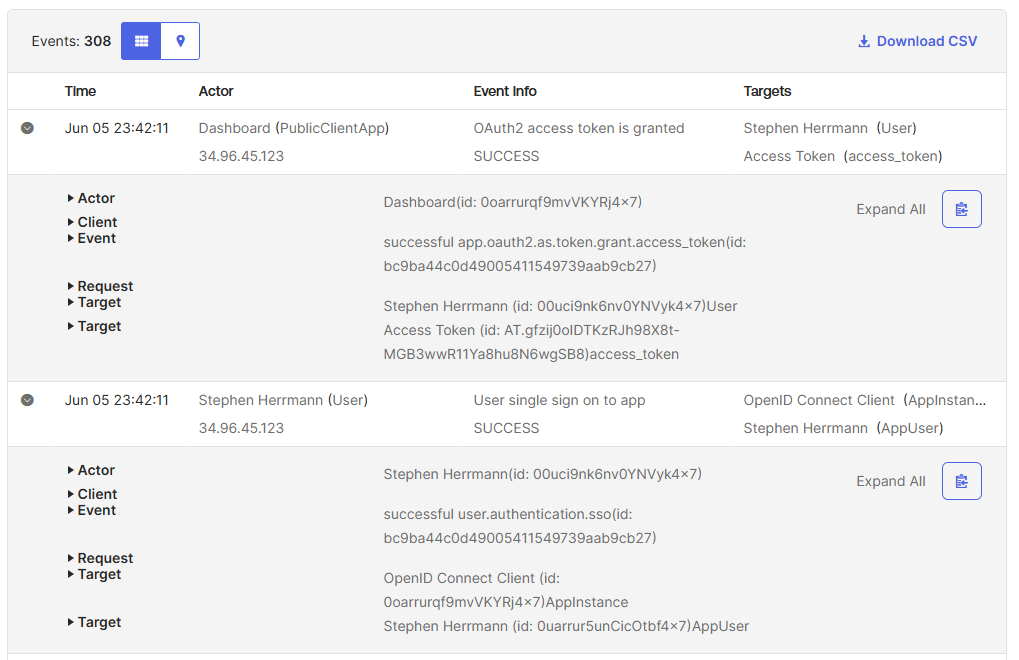 Events: 308
Download CSV
Time Actor Event Info Targets
Jun 05 23:42:11 Dashboard (PublicClientApp) OAuth2 access token is granted Stephen Herrmann (User)
34.96.45.123 SUCCESS Access Token (access_token)
Actor Dashboard(id: 0oarrurqf9mvVKYRj4×7) Expand All
Client
Event successful app.oauth2.as.token.grant.access_token(id:
bc9ba44c0d49005411549739aab9cb27)
Request
Target Stephen Herrmann (id: 00uci9nk6nv0YNVyk4×7)User
Target Access Token (id: AT.gfzij0oIDTKzRJh98X8t-
MGB3wwR11Ya8hu8N6wgSB8)access_token
Jun 05 23:42:11 Stephen Herrmann (User) User single sign on to app OpenID Connect Client (AppInstan...
34.96.45.123 SUCCESS Stephen Herrmann (AppUser)
Actor Stephen Herrmann(id: 00uci9nk6nv0YNVyk4×7) Expand All
Client
Event successful user.authentication.sso(id:
bc9ba44c0d49005411549739aab9cb27)
Request
Target OpenID Connect Client (id:
0oarrurqf9mvVKYRj4×7)AppInstance
Target Stephen Herrmann (id: 0uarrur5unCicOtbf4×7)AppUser